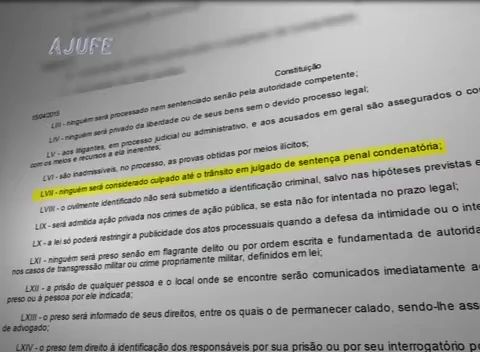 AJUFE
Constituição
15/04/2015
LIII - ninguém será processado nem sentenciado senão pela autoridade competente;
LIV - ninguém será privado da liberdade ou de seus bens sem o devido processo legal;
LV - aos litigantes, em processo judicial ou administrativo, e aos acusados em geral são assegurados o
com os meios e recursos a ela inerentes;
LVI - são inadmissíveis, no processo, as provas obtidas por meios ilícitos;
LVII - ninguém será considerado culpado até o trânsito em julgado de sentença penal condenatória;
LVIII - o civilmente identificado não será submetido a identificação criminal, salvo nas hipóteses previstas e
LIX - será admitida ação privada nos crimes de ação pública, se esta não for intentada no prazo legal;
LX - a lei só poderá restringir a publicidade dos atos processuais quando a defesa da intimidade ou o inte
LXI - ninguém será preso senão em flagrante delito ou por ordem escrita e fundamentada de autorida
nos casos de transgressão militar ou crime propriamente militar, definidos em lei;
LXII - a prisão de qualquer pessoa e o local onde se encontre serão comunicados imediatamente a
preso ou à pessoa por ele indicada;
LXIII - o preso será informado de seus direitos, entre os quais o de permanecer calado, sendo-lhe ass
de advogado;
LXIV - o preso tem direito à identificação dos responsáveis por sua prisão ou por seu interrogatório p